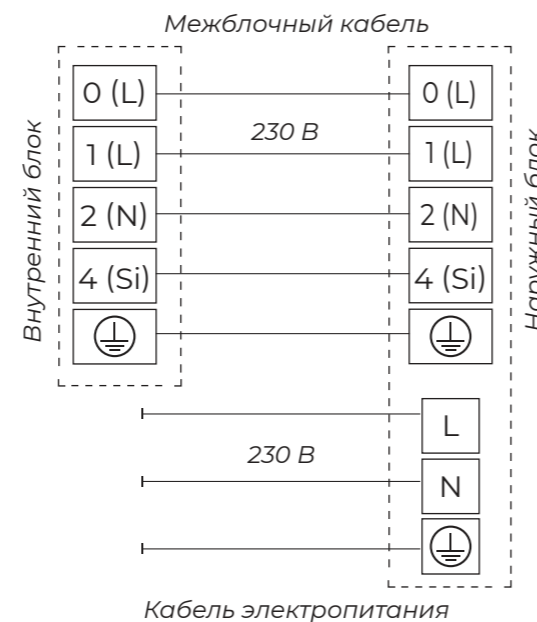 Межблочный кабель
Внутренний блок
Наружный блок
0 (L)
0 (L)
230 В
1 (L)
1 (L)
2 (N)
2 (N)
4 (Si)
4 (Si)
L
230 В
N
Кабель электропитания